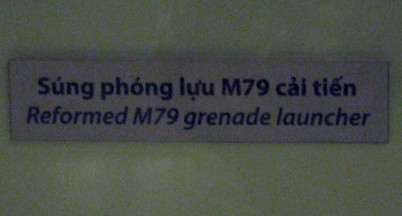 Súng phóng lựu M79 cải tiến
Reformed M79 grenade launcher